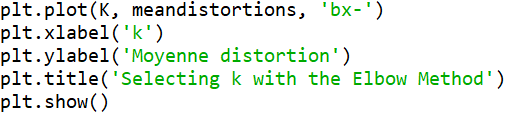 plt.plot(K, meandistortions, 'bx-')
plt.xlabel('k')
plt.ylabel('Moyenne distortion')
plt.title('Selecting k with the Elbow Method')
plt.show()